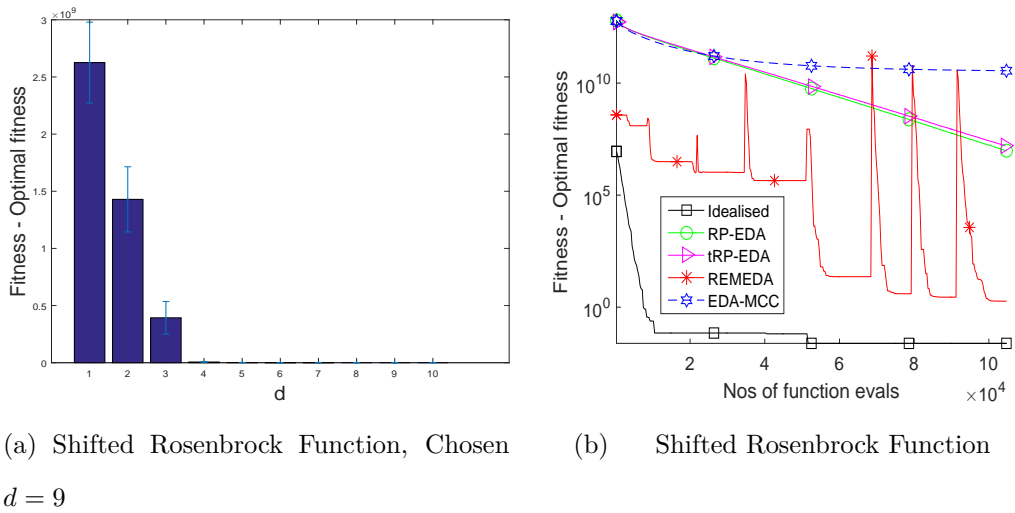 ×10⁹
3
2.5
2
1.5
1
0.5
0
1 2 3 4 5 6 7 8 9 10
d
Fitness - Optimal fitness
(a) Shifted Rosenbrock Function, Chosen
d = 9
10¹⁰
10⁵
10⁰
2 4 6 8 10
×10⁴
Nos of function evals
Fitness - Optimal fitness
Idealised
RP-EDA
tRP-EDA
REMEDA
EDA-MCC
(b) Shifted Rosenbrock Function